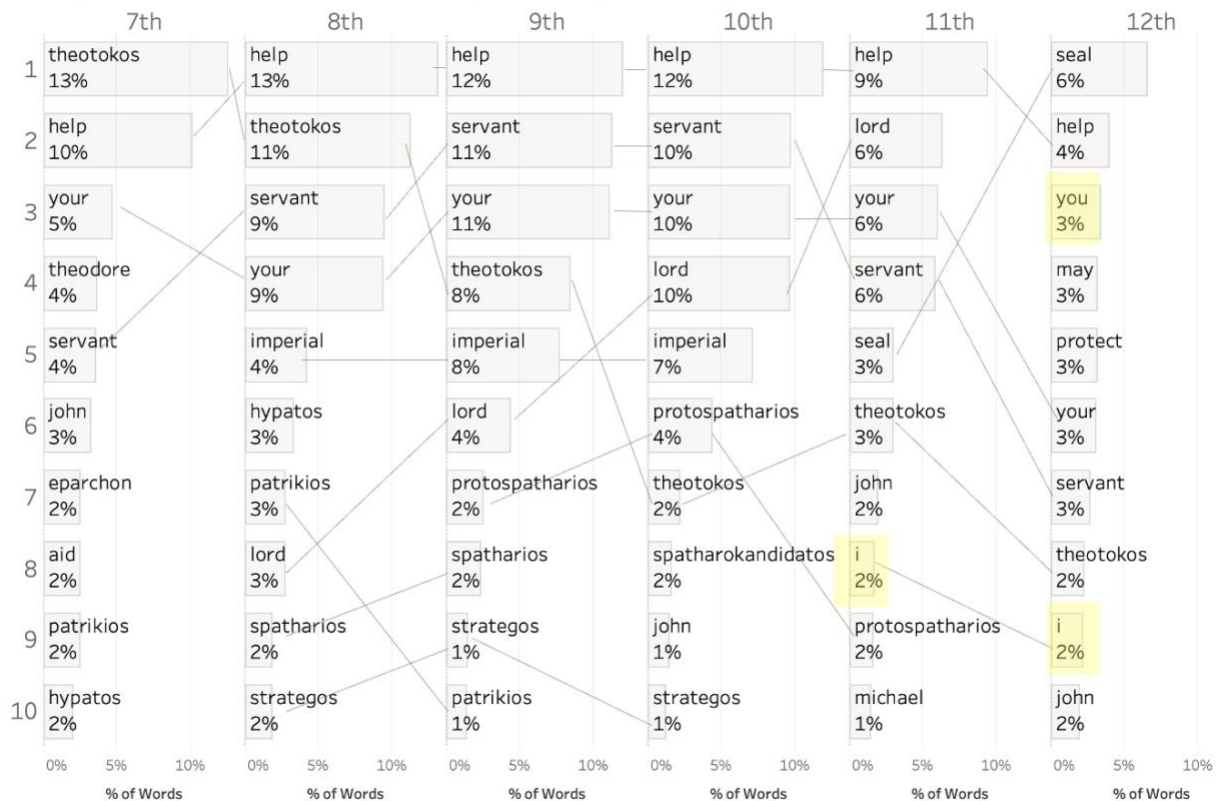 7th 8th 9th 10th 11th 12th
1 theotokos help help help help seal
13% 13% 12% 12% 9% 6%
2 help theotokos servant servant lord help
10% 11% 11% 10% 6% 4%
3 your servant your your your you
5% 9% 11% 10% 6% 3%
4 theodore your theotokos lord servant may
4% 9% 8% 10% 6% 3%
5 servant imperial imperial imperial seal protect
4% 4% 8% 7% 3% 3%
6 john hypatos lord protospatharios theotokos your
3% 3% 4% 4% 3% 3%
7 eparchon patrikios protospatharios theotokos john servant
2% 3% 2% 2% 2% 3%
8 aid lord spatharios spatharokandidatos i theotokos
2% 3% 2% 2% 2% 2%
9 patrikios spatharios strategos john protospatharios i
2% 2% 1% 1% 2% 2%
10 hypatos strategos patrikios strategos michael john
2% 2% 1% 1% 1% 2%
0% 5% 10% 0% 5% 10% 0% 5% 10% 0% 5% 10% 0% 5% 10% 0% 5% 10%
% of Words % of Words % of Words % of Words % of Words % of Words